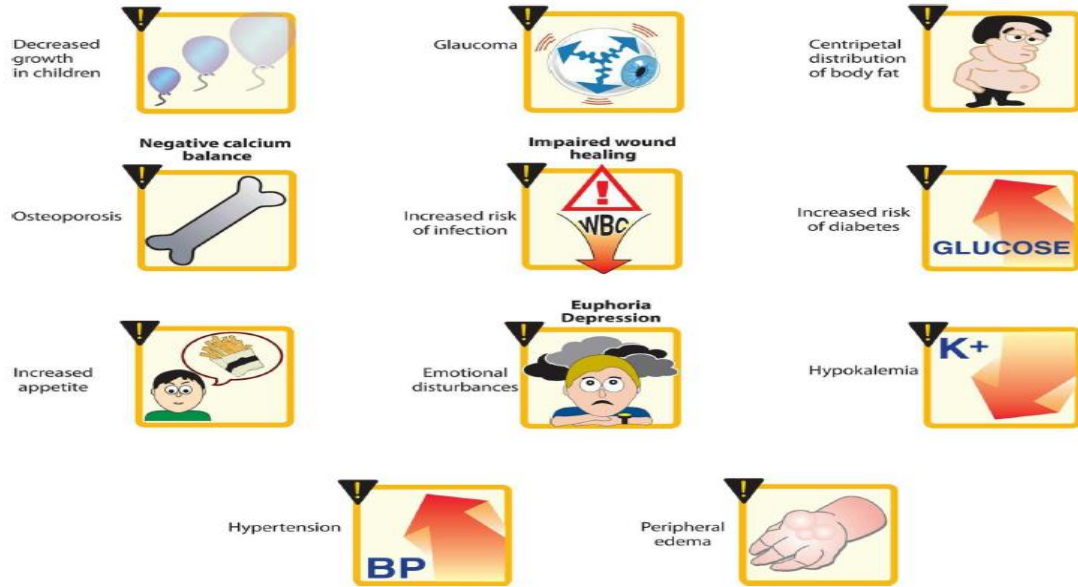 Decreased
growth
in children
!
Glaucoma
!
Centripetal
distribution
of body fat
!
Negative calcium
balance
Osteoporosis
!
Impaired wound
healing
Increased risk
of infection
!
!
WBC
Increased risk
of diabetes
!
GLUCOSE
Increased
appetite
!
Euphoria
Depression
Emotional
disturbances
!
Hypokalemia
!
K+
Hypertension
!
BP
Peripheral
edema
!